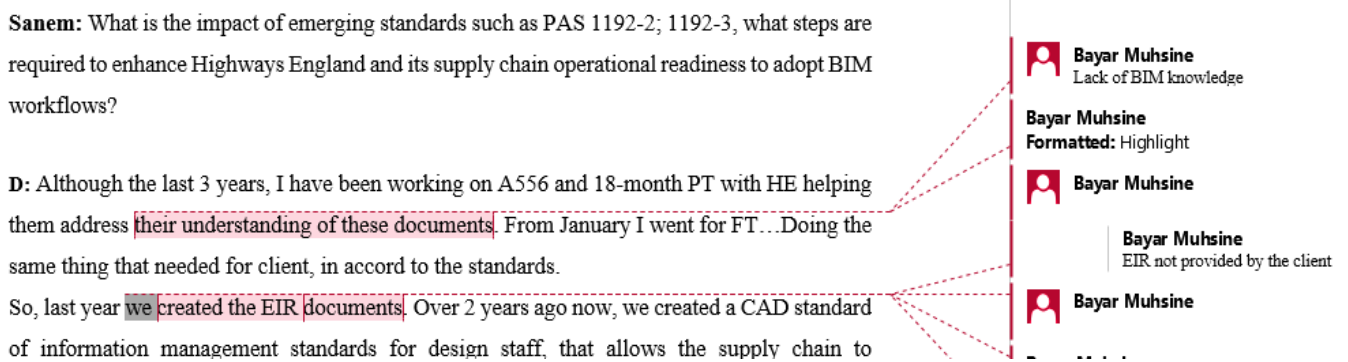 Sanem: What is the impact of emerging standards such as PAS 1192-2; 1192-3, what steps are
required to enhance Highways England and its supply chain operational readiness to adopt BIM
workflows?
D: Although the last 3 years, I have been working on A556 and 18-month PT with HE helping
them address their understanding of these documents. From January I went for FT…Doing the
same thing that needed for client, in accord to the standards.
So, last year we created the EIR documents. Over 2 years ago now, we created a CAD standard
of information management standards for design staff, that allows the supply chain to
Bayar Muhsine
Lack of BIM knowledge
Bayar Muhsine
Formatted: Highlight
Bayar Muhsine
Bayar Muhsine
EIR not provided by the client
Bayar Muhsine